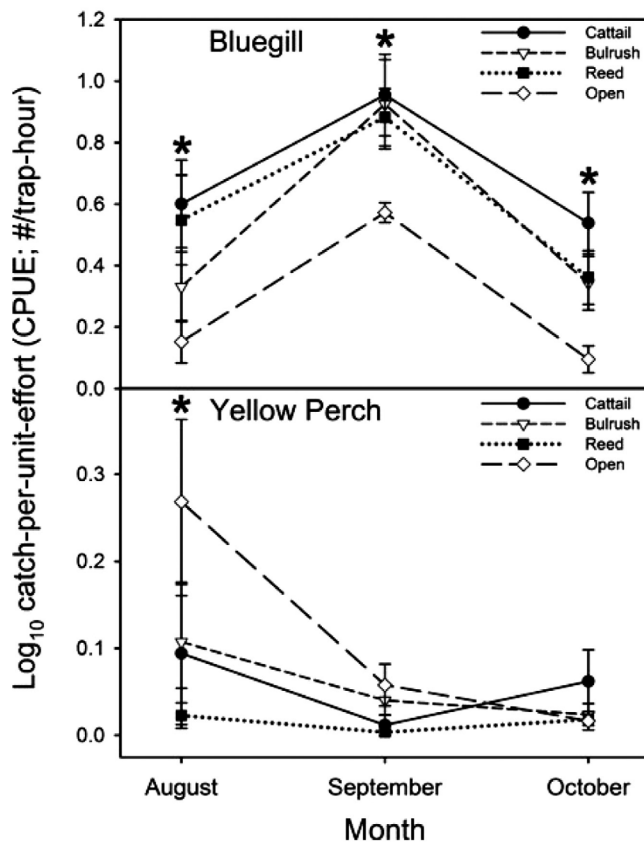 Log₁₀ catch-per-unit-effort (CPUE; #/trap-hour)
1.2
1.0
0.8
0.6
0.4
0.2
0.0
Bluegill
Cattail
Bulrush
Reed
Open
*
*
*
0.3
0.2
0.1
0.0
Yellow Perch
Cattail
Bulrush
Reed
Open
*
August
September
October
Month